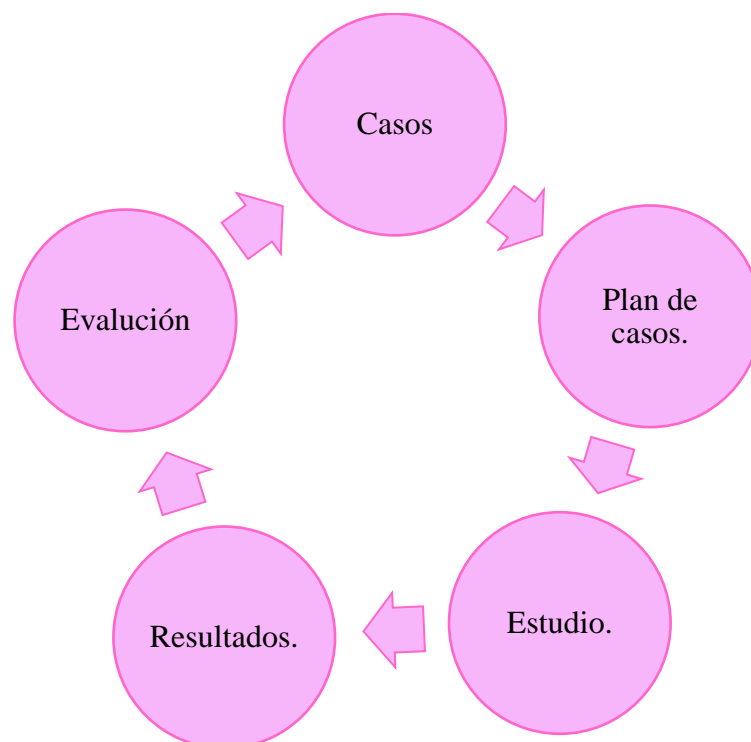 Casos
Plan de
casos.
Estudio.
Resultados.
Evalución